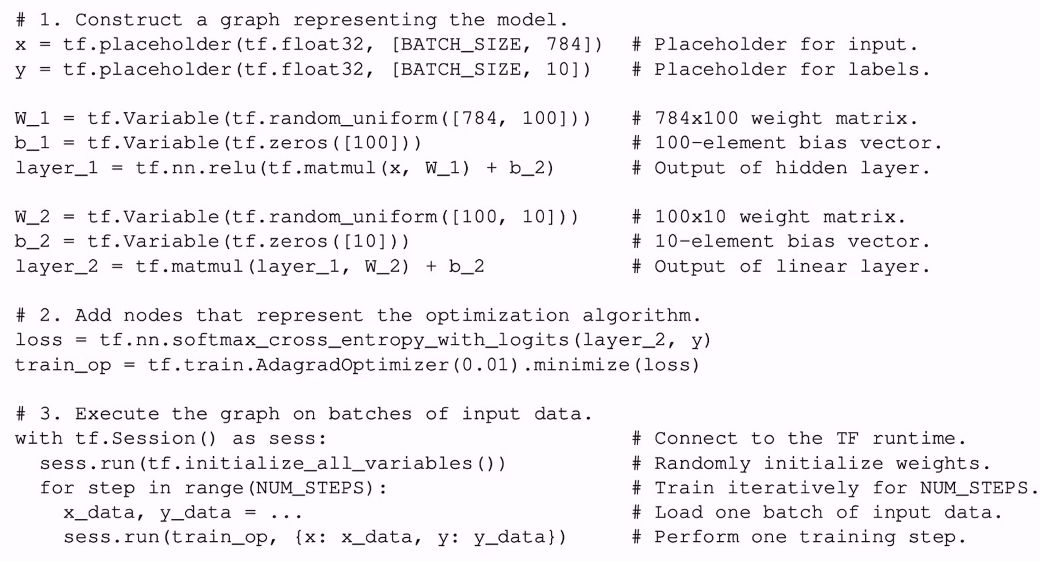 # 1. Construct a graph representing the model.
x = tf.placeholder(tf.float32, [BATCH_SIZE, 784]) # Placeholder for input.
y = tf.placeholder(tf.float32, [BATCH_SIZE, 10]) # Placeholder for labels.
W_1 = tf.Variable(tf.random_uniform([784, 100])) # 784x100 weight matrix.
b_1 = tf.Variable(tf.zeros([100])) # 100-element bias vector.
layer_1 = tf.nn.relu(tf.matmul(x, W_1) + b_2) # Output of hidden layer.
W_2 = tf.Variable(tf.random_uniform([100, 10])) # 100x10 weight matrix.
b_2 = tf.Variable(tf.zeros([10])) # 10-element bias vector.
layer_2 = tf.matmul(layer_1, W_2) + b_2 # Output of linear layer.
# 2. Add nodes that represent the optimization algorithm.
loss = tf.nn.softmax_cross_entropy_with_logits(layer_2, y)
train_op = tf.train.AdagradOptimizer(0.01).minimize(loss)
# 3. Execute the graph on batches of input data.
with tf.Session() as sess: # Connect to the TF runtime.
sess.run(tf.initialize_all_variables()) # Randomly initialize weights.
for step in range(NUM_STEPS): # Train iteratively for NUM_STEPS.
x_data, y_data = ... # Load one batch of input data.
sess.run(train_op, {x: x_data, y: y_data}) # Perform one training step.